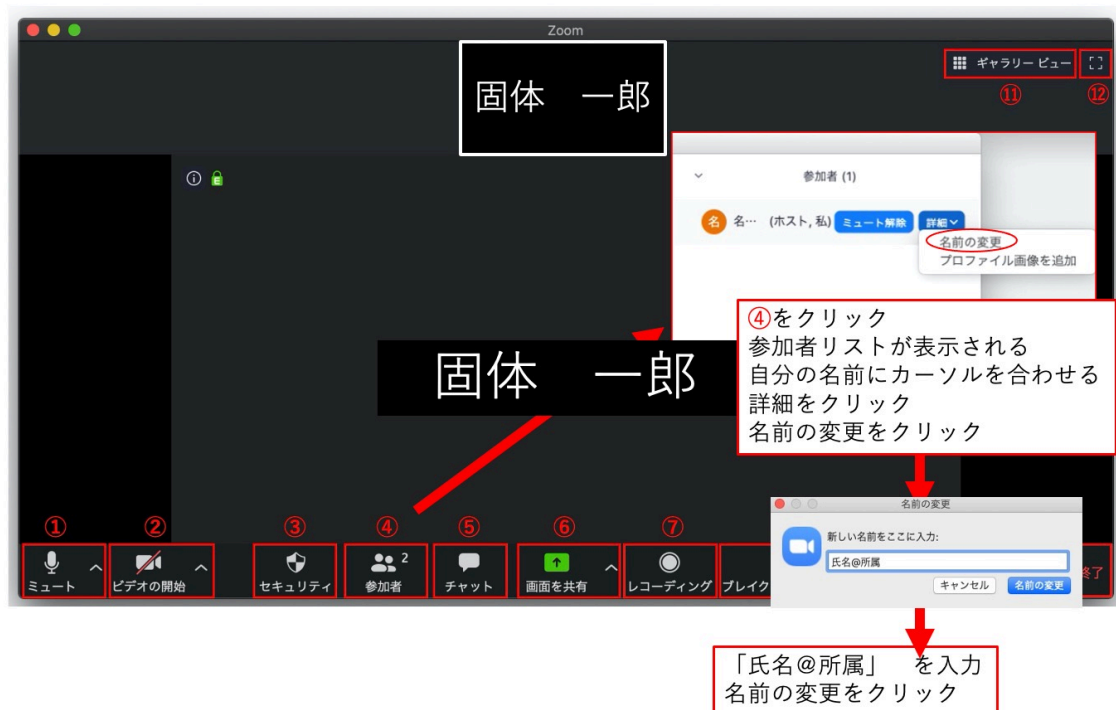 Zoom
固体　一郎
ギャラリー ビュー
⑪
⑫
参加者 (1)
名 名… (ホスト, 私) ミュート解除 詳細
名前の変更
プロファイル画像を追加
④をクリック
参加者リストが表示される
自分の名前にカーソルを合わせる
詳細をクリック
名前の変更をクリック
固体　一郎
① ② ③ ④ ⑤ ⑥ ⑦
ミュート ビデオの開始 セキュリティ 参加者 2 チャット 画面を共有 レコーディング ブレイク 終了
名前の変更
新しい名前をここに入力:
氏名@所属
キャンセル 名前の変更
「氏名@所属」　を入力
名前の変更をクリック